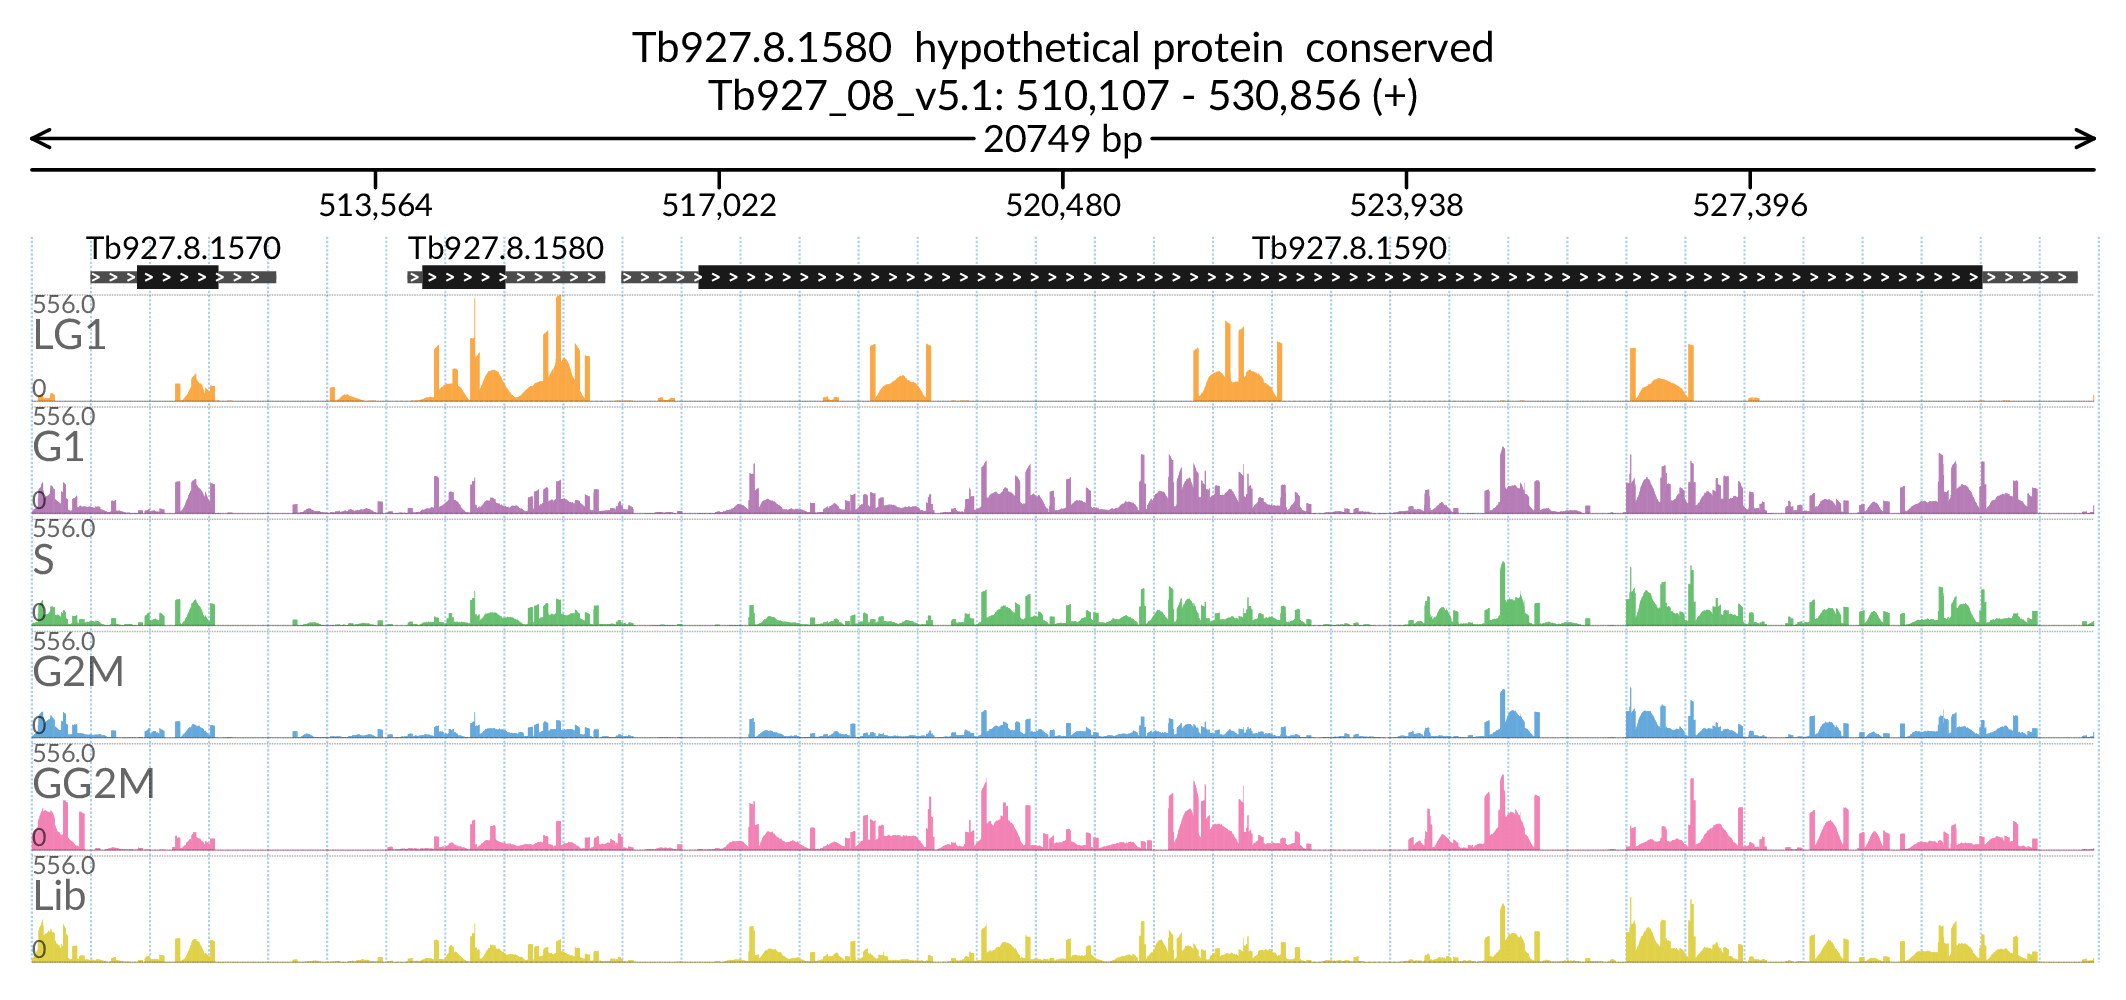 Tb927.8.1580  hypothetical protein  conserved
Tb927_08_v5.1: 510,107 - 530,856 (+)
20749 bp
513,564 517,022 520,480 523,938 527,396
Tb927.8.1570 Tb927.8.1580 Tb927.8.1590
556.0
LG1
0
556.0
G1
0
556.0
S
0
556.0
G2M
0
556.0
GG2M
0
556.0
Lib
0